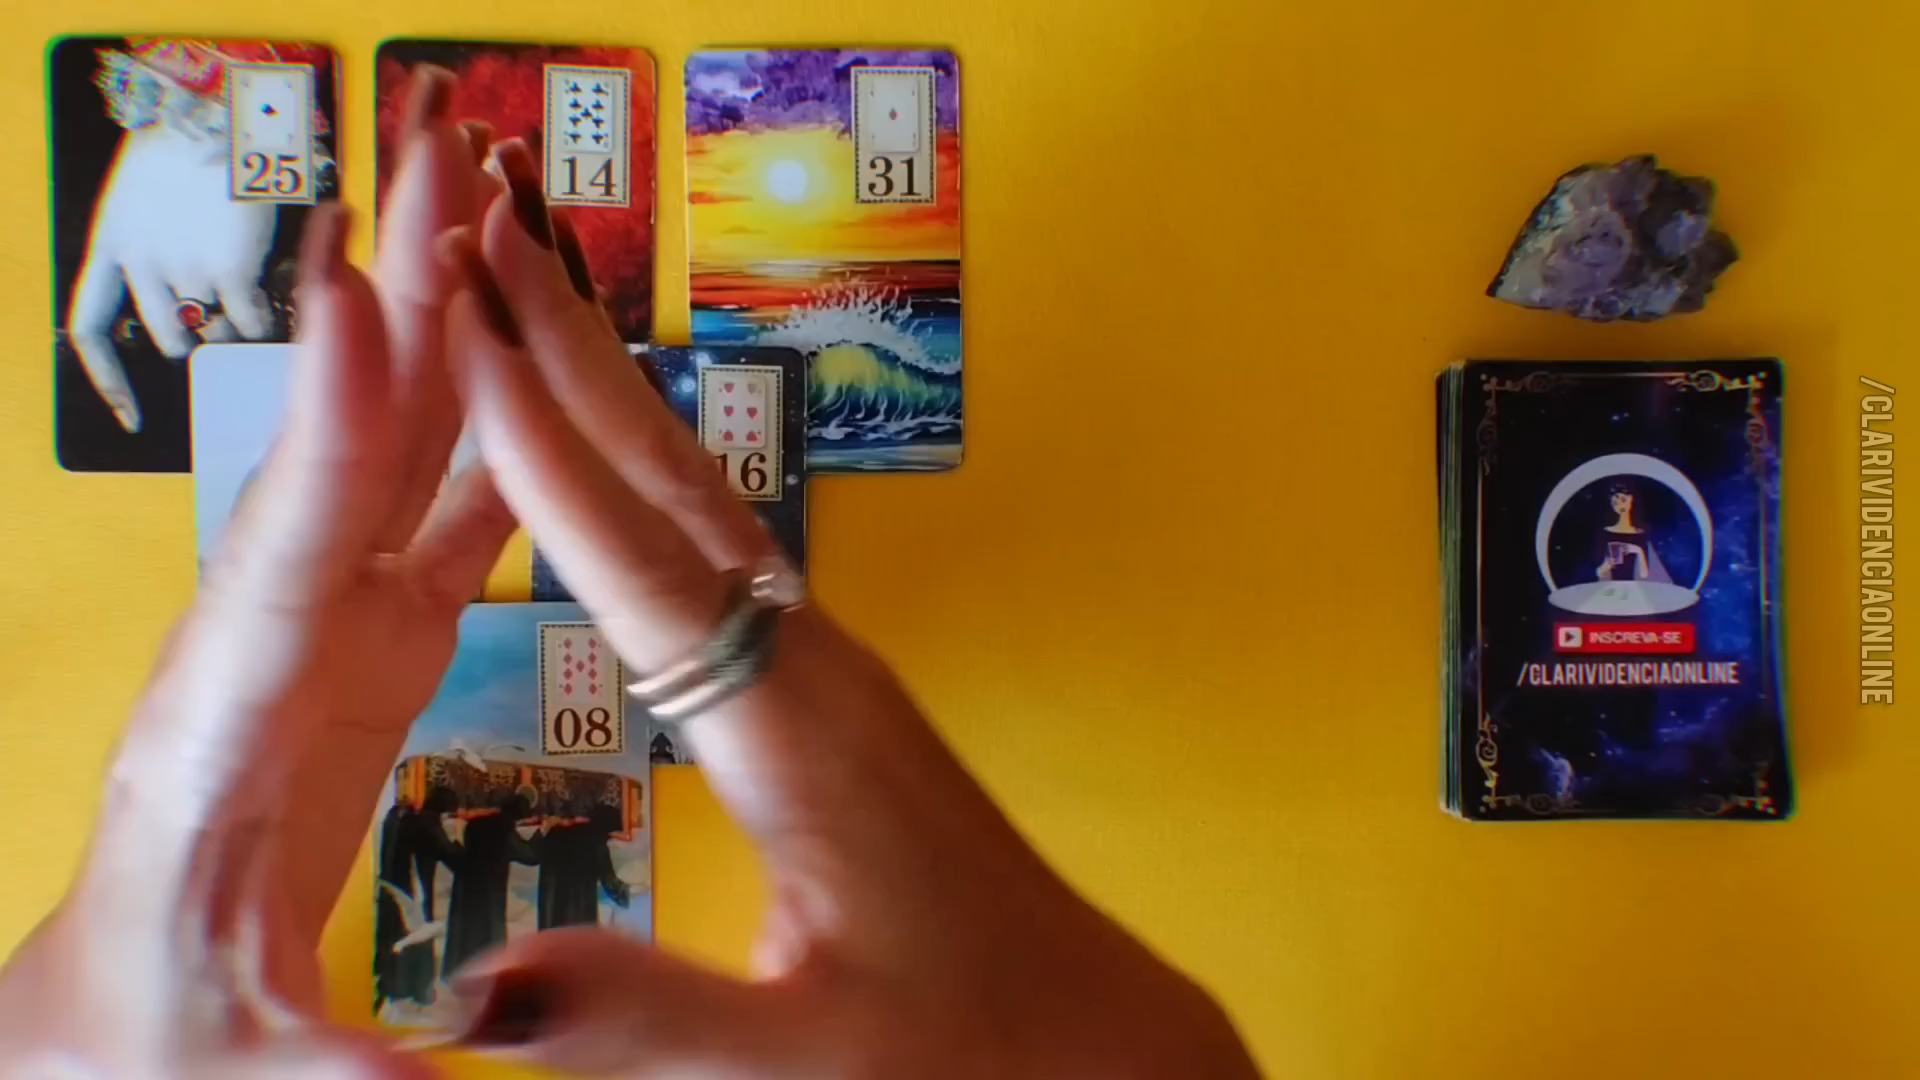 25
14
31
16
08
INSCREVA-SE
/CLARIVIDENCIAONLINE
/CLARIVIDENCIAONLINE